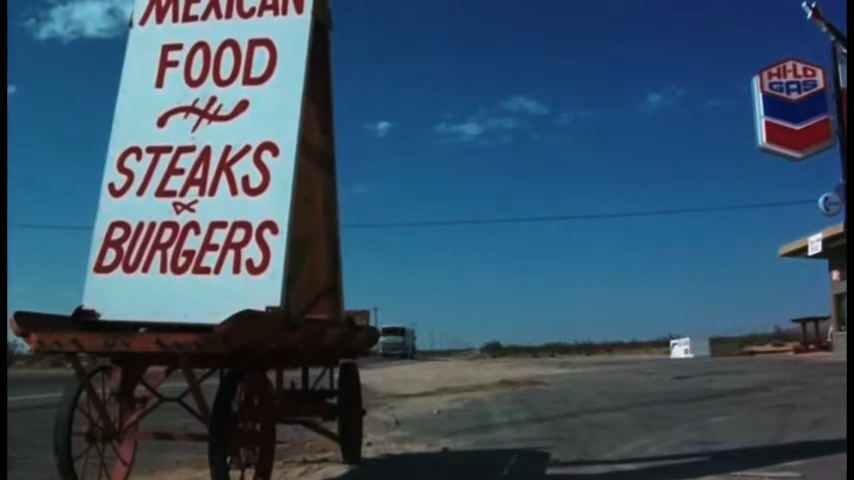 MEXICAN
FOOD
STEAKS
&
BURGERS
HI-LO
GAS